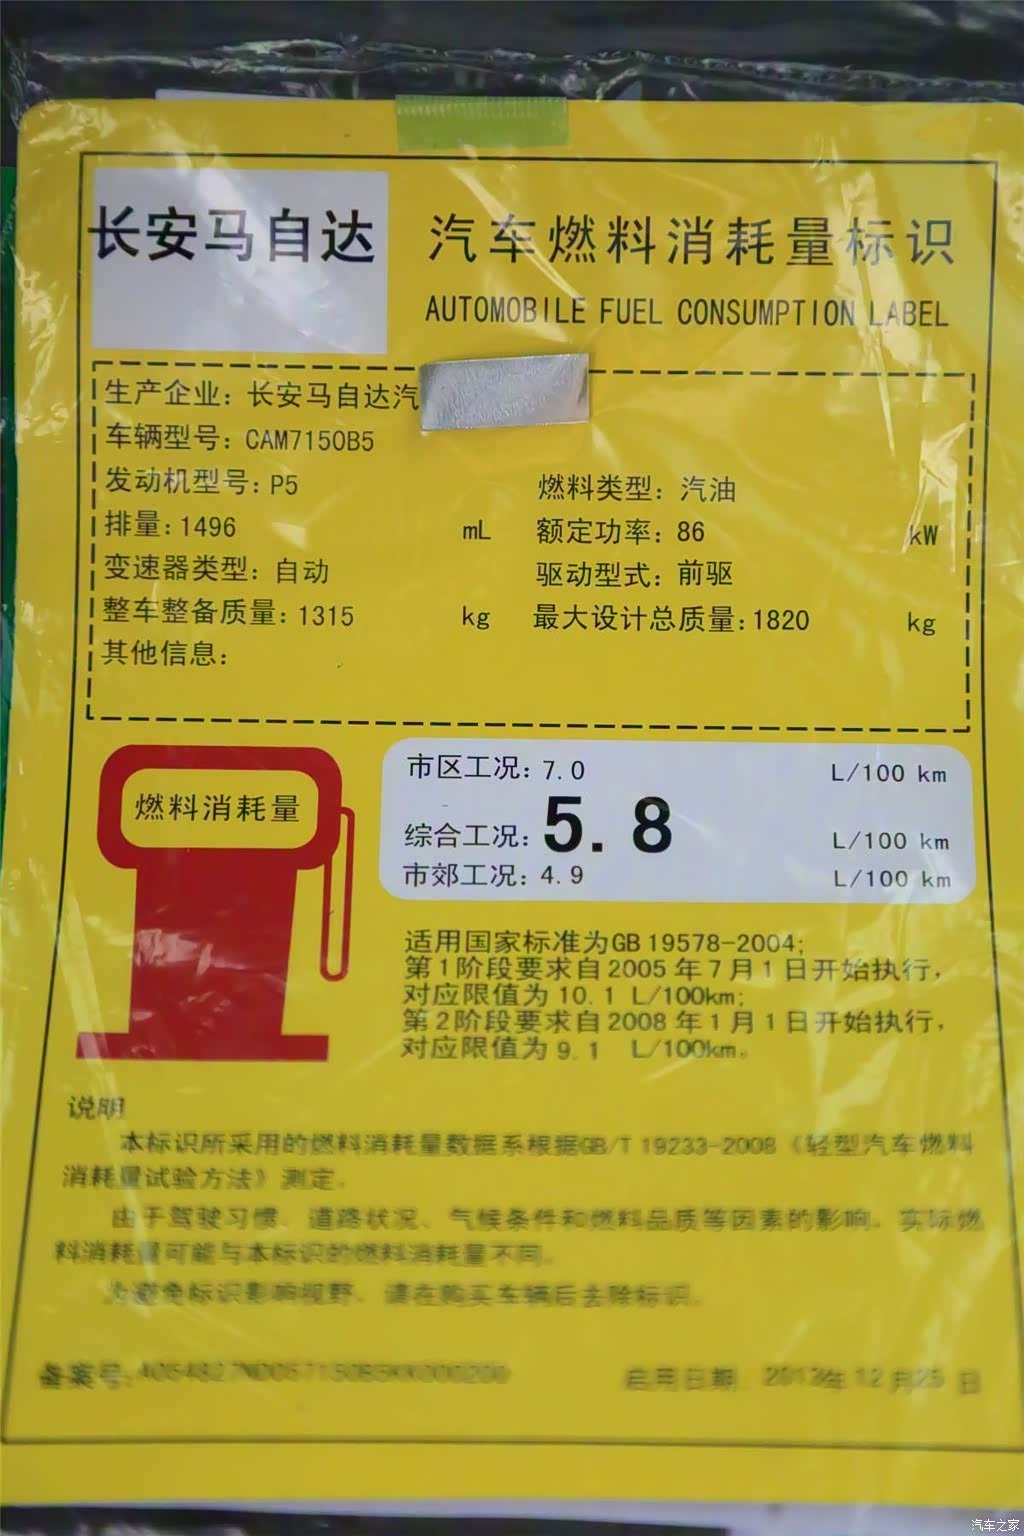 长安马自达
汽车燃料消耗量标识
AUTOMOBILE FUEL CONSUMPTION LABEL
生产企业: 长安马自达汽
车辆型号: CAM7150B5
发动机型号: P5
燃料类型: 汽油
排量: 1496 mL
额定功率: 86 kW
变速器类型: 自动
驱动型式: 前驱
整车整备质量: 1315 kg
最大设计总质量: 1820 kg
其他信息:
燃料消耗量
市区工况: 7.0 L/100 km
综合工况: 5.8 L/100 km
市郊工况: 4.9 L/100 km
适用国家标准为GB 19578-2004;
第1阶段要求自2005年7月1日开始执行,
对应限值为 10.1 L/100km;
第2阶段要求自2008年1月1日开始执行,
对应限值为 9.1 L/100km。
说明
本标识所采用的燃料消耗量数据系根据GB/T 19233-2008《轻型汽车燃料
消耗量试验方法》测定。
由于驾驶习惯、道路状况、气候条件和燃料品质等因素的影响，实际燃
料消耗量可能与本标识的燃料消耗量不同。
为避免标识影响视野，请在购买车辆后去除标识。
备案号:
启用日期: 年12月25日
汽车之家